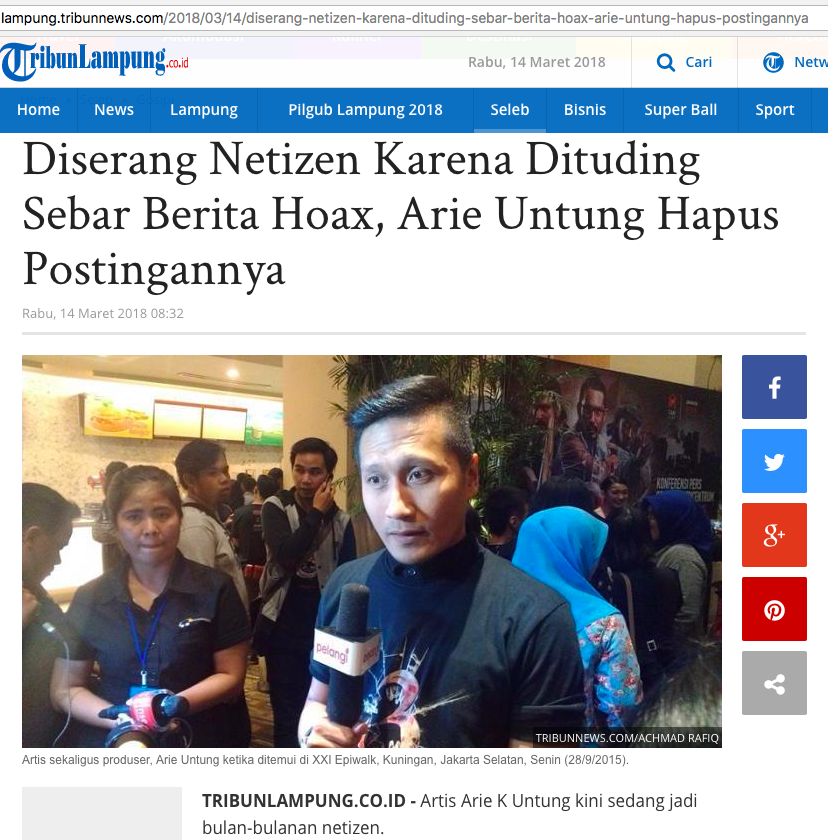 lampung.tribunnews.com/2018/03/14/diserang-netizen-karena-dituding-sebar-berita-hoax-arie-untung-hapus-postingannya
TribunLampung.co.id
Rabu, 14 Maret 2018
Cari
Netw
Home News Lampung Pilgub Lampung 2018 Seleb Bisnis Super Ball Sport
Diserang Netizen Karena Dituding
Sebar Berita Hoax, Arie Untung Hapus
Postingannya
Rabu, 14 Maret 2018 08:32
KONFERENSI PERS
pelangi
TRIBUNNEWS.COM/ACHMAD RAFIQ
Artis sekaligus produser, Arie Untung ketika ditemui di XXI Epiwalk, Kuningan, Jakarta Selatan, Senin (28/9/2015).
TRIBUNLAMPUNG.CO.ID - Artis Arie K Untung kini sedang jadi
bulan-bulanan netizen.